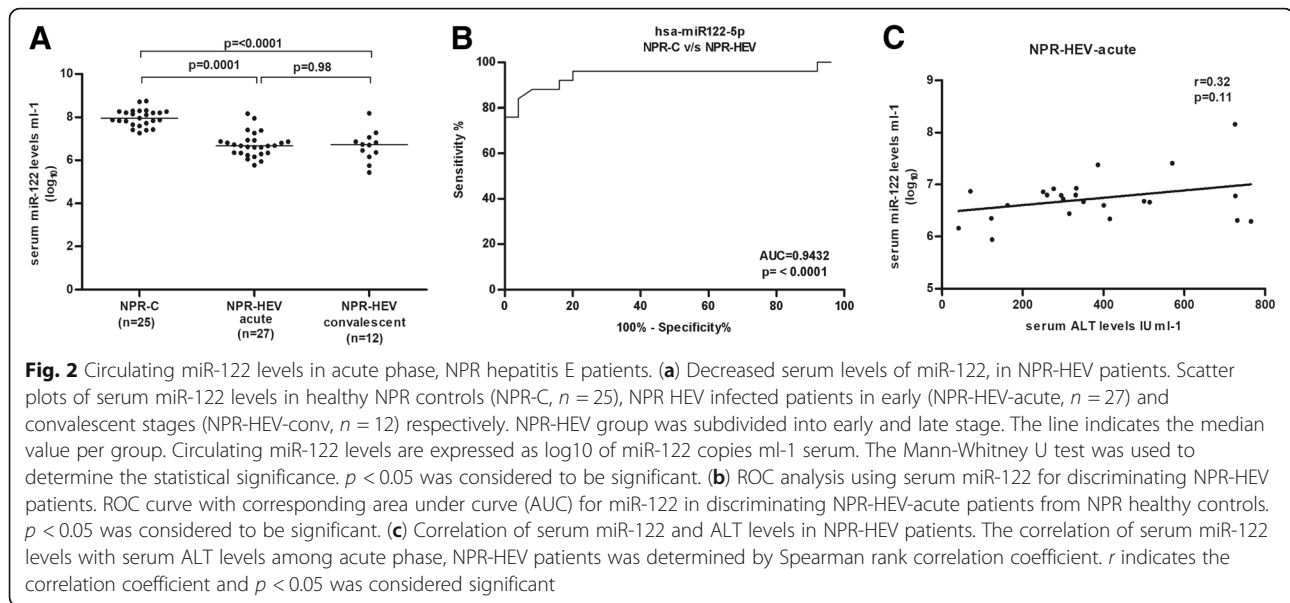 A
p=<0.0001
p=0.0001
p=0.98
serum miR-122 levels ml-1
(log10)
10
8
6
4
2
0
NPR-C
(n=25)
NPR-HEV
acute
(n=27)
NPR-HEV
convalescent
(n=12)
B
hsa-miR122-5p
NPR-C v/s NPR-HEV
Sensitivity %
100
80
60
40
20
0
AUC=0.9432
p= < 0.0001
0 20 40 60 80 100
100% - Specificity%
C
NPR-HEV-acute
r=0.32
p=0.11
serum miR-122 levels ml-1
(log10)
9
8
7
6
5
0 200 400 600 800
serum ALT levels IU ml-1
Fig. 2 Circulating miR-122 levels in acute phase, NPR hepatitis E patients. (a) Decreased serum levels of miR-122, in NPR-HEV patients. Scatter
plots of serum miR-122 levels in healthy NPR controls (NPR-C, n = 25), NPR HEV infected patients in early (NPR-HEV-acute, n = 27) and
convalescent stages (NPR-HEV-conv, n = 12) respectively. NPR-HEV group was subdivided into early and late stage. The line indicates the median
value per group. Circulating miR-122 levels are expressed as log10 of miR-122 copies ml-1 serum. The Mann-Whitney U test was used to
determine the statistical significance. p < 0.05 was considered to be significant. (b) ROC analysis using serum miR-122 for discriminating NPR-HEV
patients. ROC curve with corresponding area under curve (AUC) for miR-122 in discriminating NPR-HEV-acute patients from NPR healthy controls.
p < 0.05 was considered to be significant. (c) Correlation of serum miR-122 and ALT levels in NPR-HEV patients. The correlation of serum miR-122
levels with serum ALT levels among acute phase, NPR-HEV patients was determined by Spearman rank correlation coefficient. r indicates the
correlation coefficient and p < 0.05 was considered significant